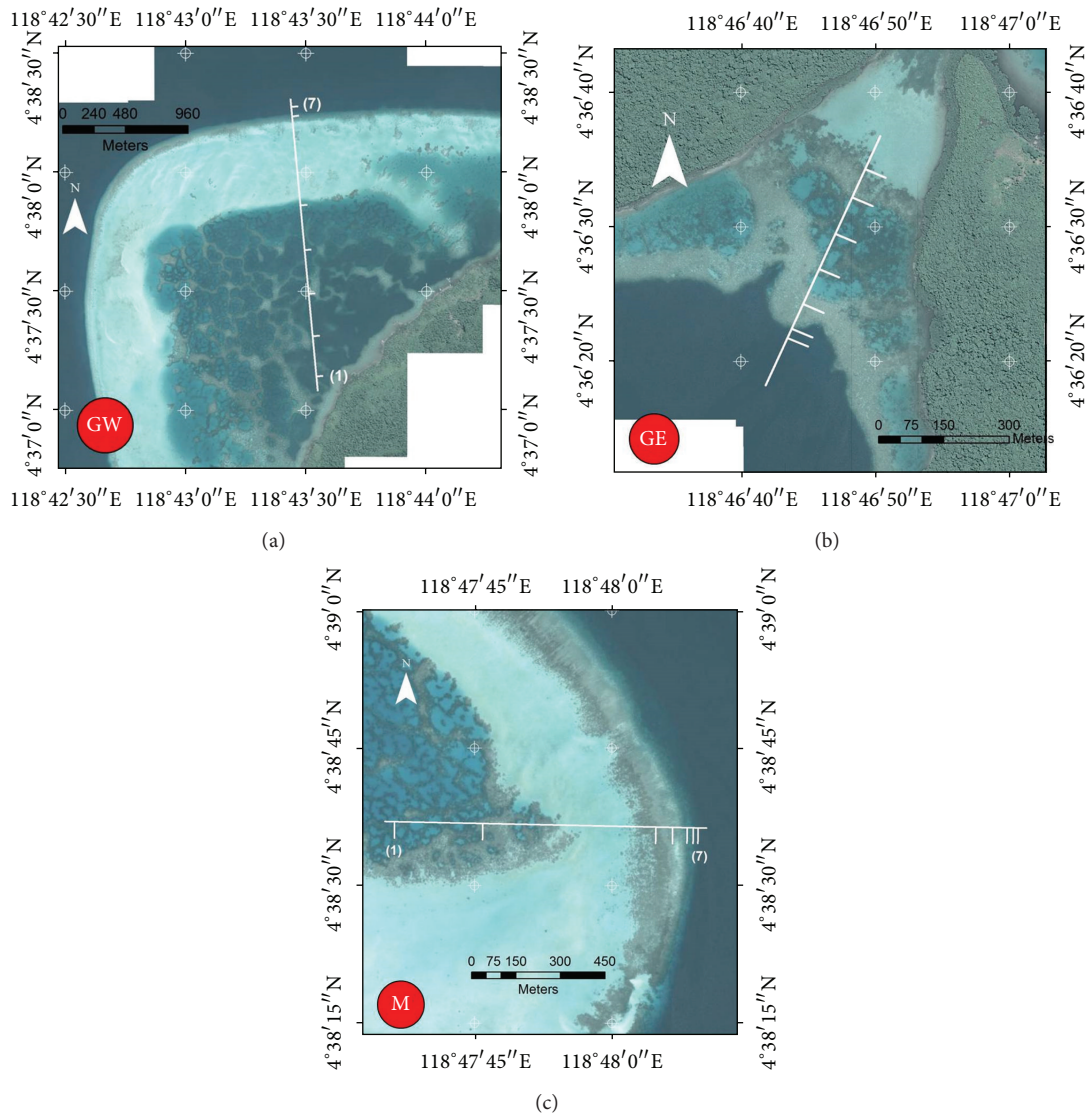 118°42′30″E 118°43′0″E 118°43′30″E 118°44′0″E
4°38′30″N
4°38′0″N
4°37′30″N
4°37′0″N
4°38′30″N
4°38′0″N
4°37′30″N
4°37′0″N
0 240 480 960
Meters
N
(7)
(1)
GW
118°42′30″E 118°43′0″E 118°43′30″E 118°44′0″E
(a)
118°46′40″E 118°46′50″E 118°47′0″E
4°36′40″N
4°36′30″N
4°36′20″N
4°36′40″N
4°36′30″N
4°36′20″N
N
0 75 150 300
Meters
GE
118°46′40″E 118°46′50″E 118°47′0″E
(b)
118°47′45″E 118°48′0″E
4°39′0″N
4°38′45″N
4°38′30″N
4°38′15″N
4°39′0″N
4°38′45″N
4°38′30″N
4°38′15″N
N
(1)
(7)
0 75 150 300 450
Meters
M
118°47′45″E 118°48′0″E
(c)